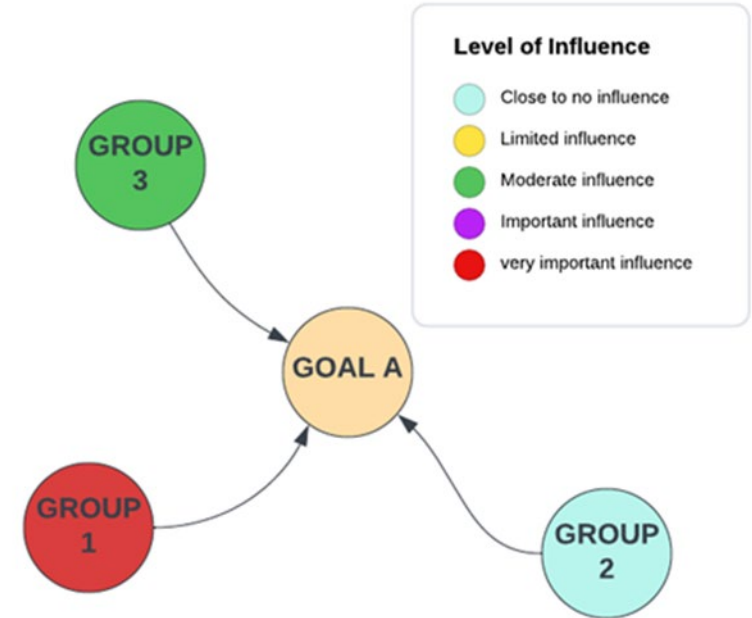 Level of Influence
Close to no influence
Limited influence
Moderate influence
Important influence
very important influence
GROUP
3
GOAL A
GROUP
1
GROUP
2